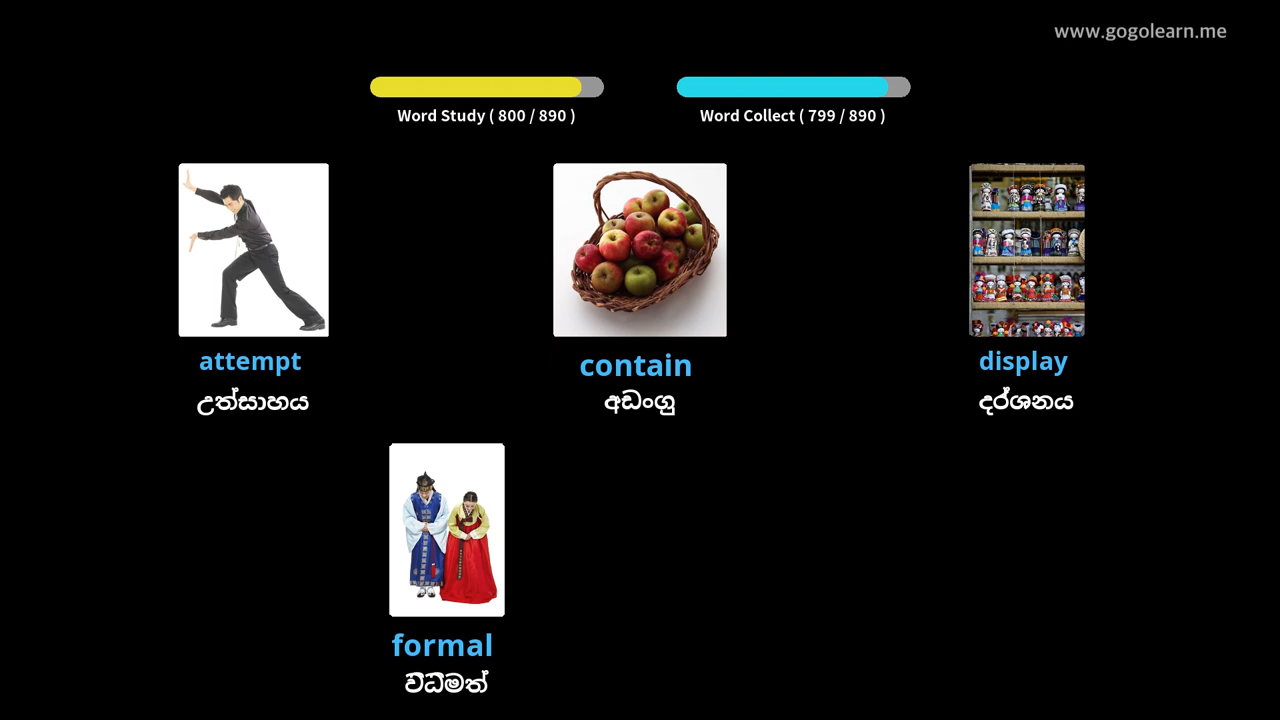 www.gogolearn.me
Word Study ( 800 / 890 )
Word Collect ( 799 / 890 )
attempt
උත්සාහය
contain
අඩංගු
display
දර්ශනය
formal
විධිමත්